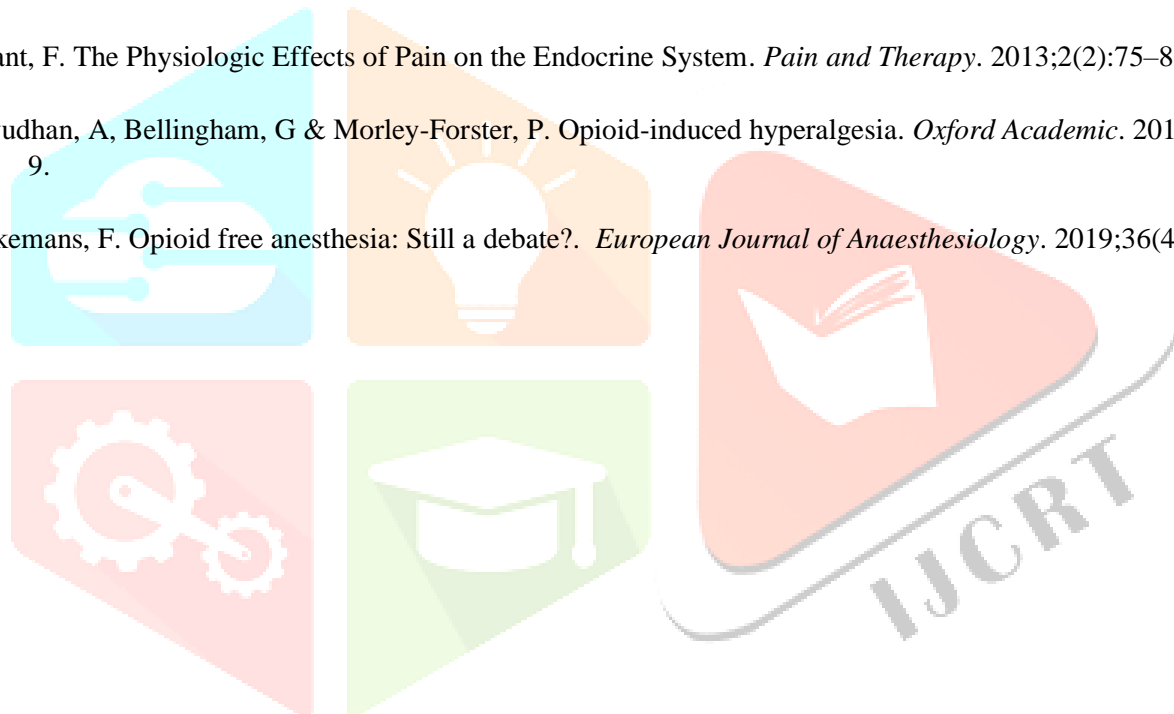 ant, F. The Physiologic Effects of Pain on the Endocrine System. Pain and Therapy. 2013;2(2):75–8
udhan, A, Bellingham, G & Morley-Forster, P. Opioid-induced hyperalgesia. Oxford Academic. 201
9.
kemans, F. Opioid free anesthesia: Still a debate?. European Journal of Anaesthesiology. 2019;36(4
IJCRT